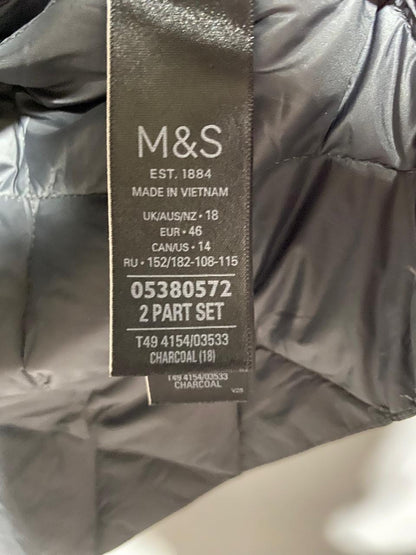 M&S
EST. 1884
MADE IN VIETNAM
UK/AUS/NZ • 18
EUR • 46
CAN/US • 14
RU • 152/182-108-115
05380572
2 PART SET
T49 4154/03533
CHARCOAL (18)
T49 4154/03533
CHARCOAL
V28